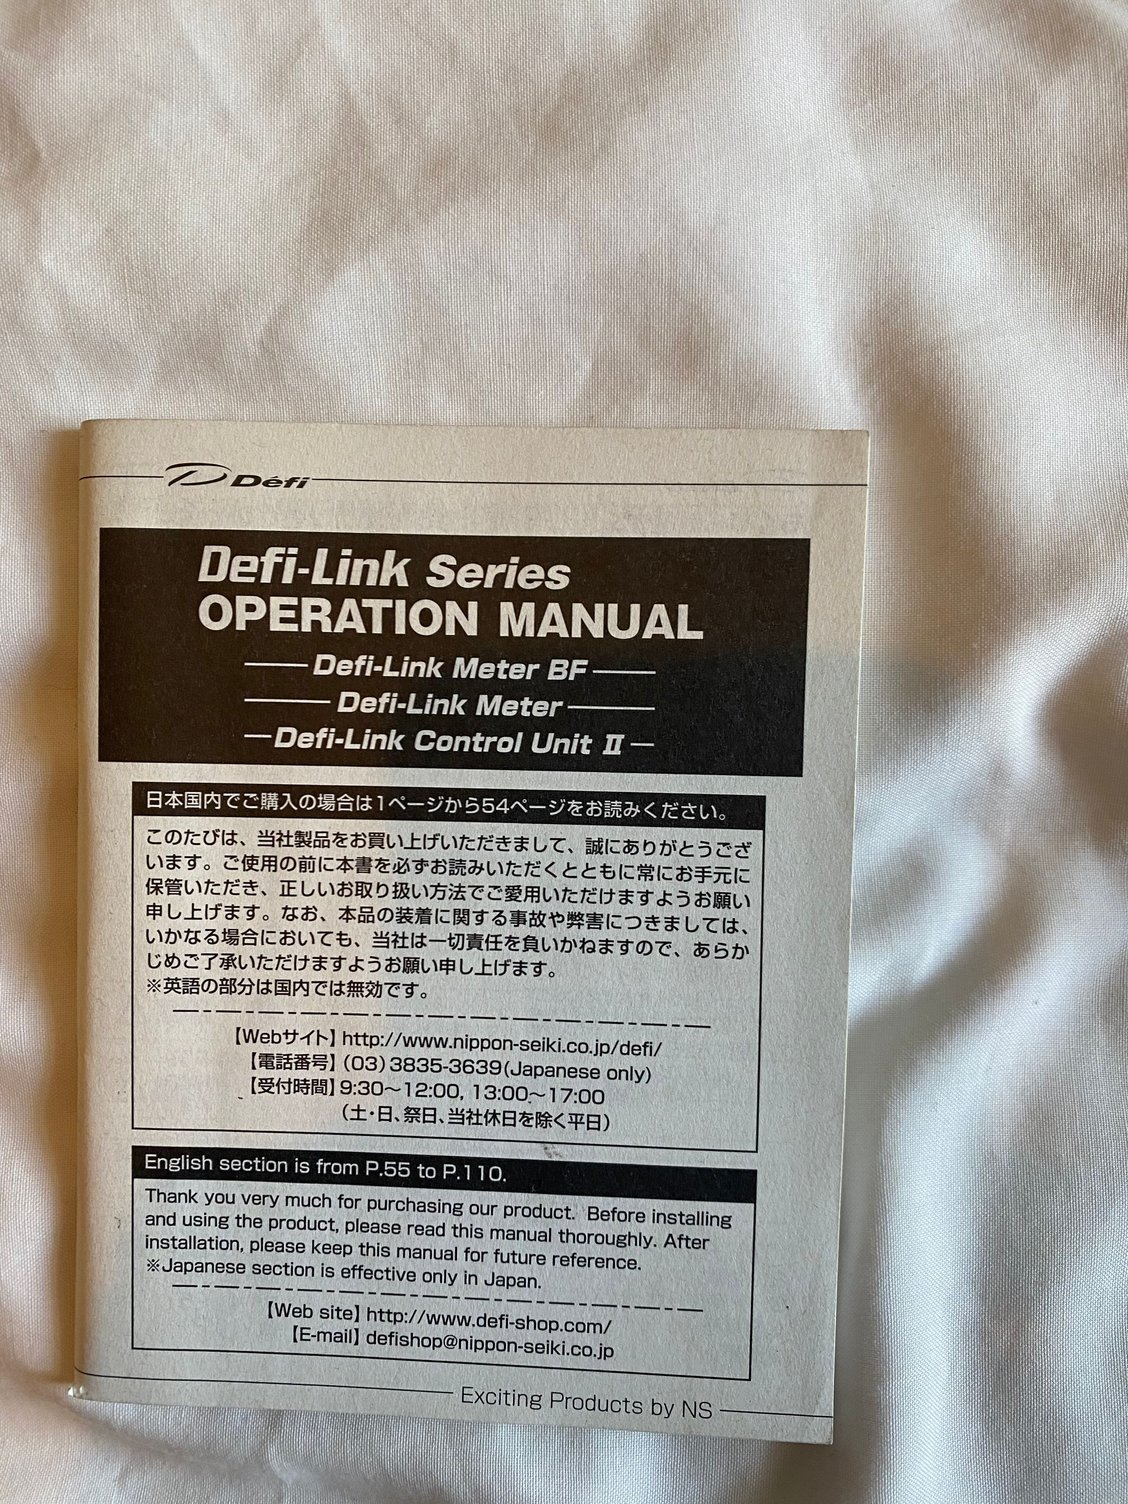 Défi
Defi-Link Series
OPERATION MANUAL
Defi-Link Meter BF
Defi-Link Meter
Defi-Link Control Unit Ⅱ
日本国内でご購入の場合は1ページから54ページをお読みください。
このたびは、当社製品をお買い上げいただきまして、誠にありがとうござ
います。ご使用の前に本書を必ずお読みいただくとともに常にお手元に
保管いただき、正しいお取り扱い方法でご愛用いただけますようお願い
申し上げます。なお、本品の装着に関する事故や弊害につきましては、
いかなる場合においても、当社は一切責任を負いかねますので、あらか
じめご了承いただけますようお願い申し上げます。
※英語の部分は国内では無効です。
【Webサイト】http://www.nippon-seiki.co.jp/defi/
【電話番号】(03)3835-3639(Japanese only)
【受付時間】9:30～12:00, 13:00～17:00
(土・日、祭日、当社休日を除く平日)
English section is from P.55 to P.110.
Thank you very much for purchasing our product. Before installing
and using the product, please read this manual thoroughly. After
installation, please keep this manual for future reference.
※Japanese section is effective only in Japan.
【Web site】http://www.defi-shop.com/
【E-mail】defishop@nippon-seiki.co.jp
Exciting Products by NS